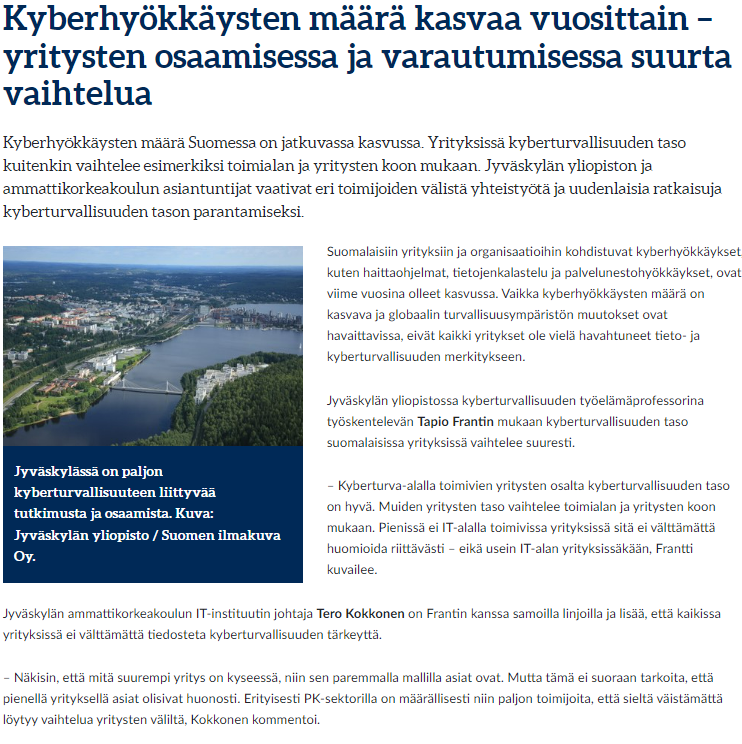 Kyberhyökkäysten määrä kasvaa vuosittain –
yritysten osaamisessa ja varautumisessa suurta
vaihtelua
Kyberhyökkäysten määrä Suomessa on jatkuvassa kasvussa. Yrityksissä kyberturvallisuuden taso
kuitenkin vaihtelee esimerkiksi toimialan ja yritysten koon mukaan. Jyväskylän yliopiston ja
ammattikorkeakoulun asiantuntijat vaativat eri toimijoiden välistä yhteistyötä ja uudenlaisia ratkaisuja
kyberturvallisuuden tason parantamiseksi.
Jyväskylässä on paljon
kyberturvallisuuteen liittyvää
tutkimusta ja osaamista. Kuva:
Jyväskylän yliopisto / Suomen ilmakuva
Oy.
Suomalaisiin yrityksiin ja organisaatioihin kohdistuvat kyberhyökkäykset
kuten haittaohjelmat, tietojenkalastelu ja palvelunestohyökkäykset, ovat
viime vuosina olleet kasvussa. Vaikka kyberhyökkäysten määrä on
kasvava ja globaalin turvallisuusympäristön muutokset ovat
havaittavissa, eivät kaikki yritykset ole vielä havahtuneet tieto- ja
kyberturvallisuuden merkitykseen.
Jyväskylän yliopistossa kyberturvallisuuden työelämäprofessorina
työskentelevän Tapio Frantin mukaan kyberturvallisuuden taso
suomalaisissa yrityksissä vaihtelee suuresti.
– Kyberturva-alalla toimivien yritysten osalta kyberturvallisuuden taso
on hyvä. Muiden yritysten taso vaihtelee toimialan ja yritysten koon
mukaan. Pienissä ei IT-alalla toimivissa yrityksissä sitä ei välttämättä
huomioida riittävästi – eikä usein IT-alan yrityksissäkään, Frantti
kuvailee.
Jyväskylän ammattikorkeakoulun IT-instituutin johtaja Tero Kokkonen on Frantin kanssa samoilla linjoilla ja lisää, että kaikissa
yrityksissä ei välttämättä tiedosteta kyberturvallisuuden tärkeyttä.
– Näkisin, että mitä suurempi yritys on kyseessä, niin sen paremmalla mallilla asiat ovat. Mutta tämä ei suoraan tarkoita, että
pienellä yrityksellä asiat olisivat huonosti. Erityisesti PK-sektorilla on määrällisesti niin paljon toimijoita, että sieltä väistämättä
löytyy vaihtelua yritysten väliltä, Kokkonen kommentoi.